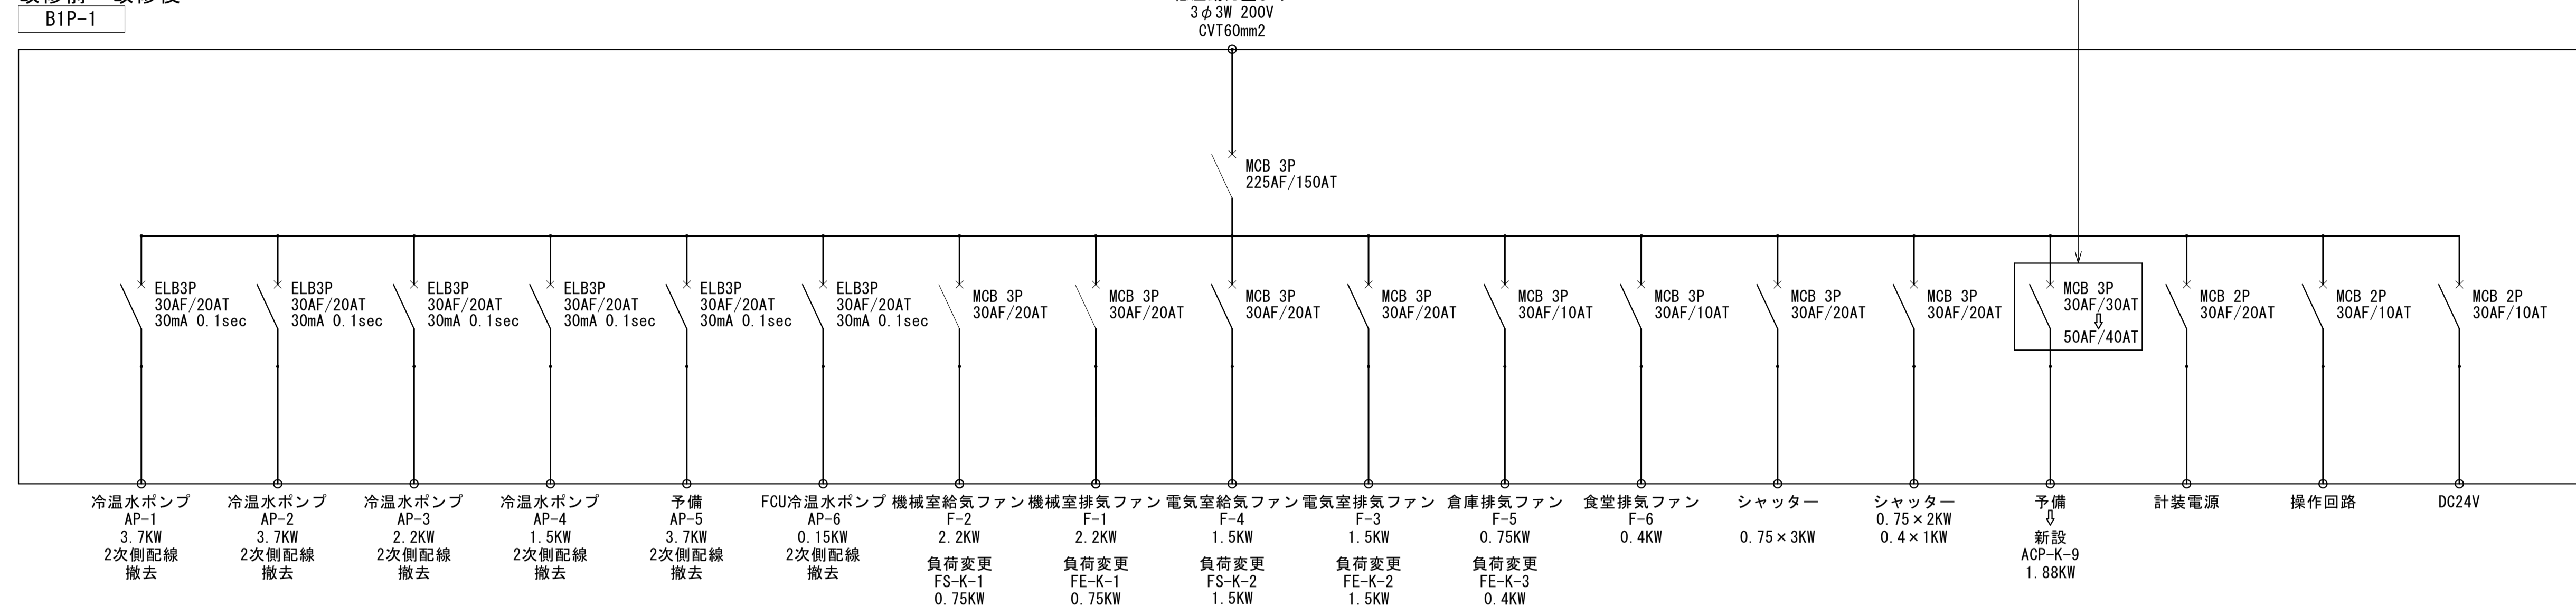 B1P-1
3φ3W 200V
CVT60mm2
MCB 3P
225AF/150AT
ELB3P
30AF/20AT
30mA 0.1sec
ELB3P
30AF/20AT
30mA 0.1sec
ELB3P
30AF/20AT
30mA 0.1sec
ELB3P
30AF/20AT
30mA 0.1sec
ELB3P
30AF/20AT
30mA 0.1sec
ELB3P
30AF/20AT
30mA 0.1sec
MCB 3P
30AF/20AT
MCB 3P
30AF/20AT
MCB 3P
30AF/20AT
MCB 3P
30AF/20AT
MCB 3P
30AF/10AT
MCB 3P
30AF/10AT
MCB 3P
30AF/20AT
MCB 3P
30AF/20AT
MCB 3P
30AF/30AT
⇩
50AF/40AT
MCB 2P
30AF/20AT
MCB 2P
30AF/10AT
MCB 2P
30AF/10AT
冷温水ポンプ
AP-1
3.7KW
2次側配線
撤去
冷温水ポンプ
AP-2
3.7KW
2次側配線
撤去
冷温水ポンプ
AP-3
2.2KW
2次側配線
撤去
冷温水ポンプ
AP-4
1.5KW
2次側配線
撤去
予備
AP-5
3.7KW
2次側配線
撤去
FCU冷温水ポンプ
AP-6
0.15KW
2次側配線
撤去
機械室給気ファン
F-2
2.2KW
負荷変更
FS-K-1
0.75KW
機械室排気ファン
F-1
2.2KW
負荷変更
FE-K-1
0.75KW
電気室給気ファン
F-4
1.5KW
負荷変更
FS-K-2
1.5KW
電気室排気ファン
F-3
1.5KW
負荷変更
FE-K-2
1.5KW
倉庫排気ファン
F-5
0.75KW
負荷変更
FE-K-3
0.4KW
食堂排気ファン
F-6
0.4KW
シャッター
0.75×3KW
シャッター
0.75×2KW
0.4×1KW
予備
⇩
新設
ACP-K-9
1.88KW
計装電源
操作回路
DC24V